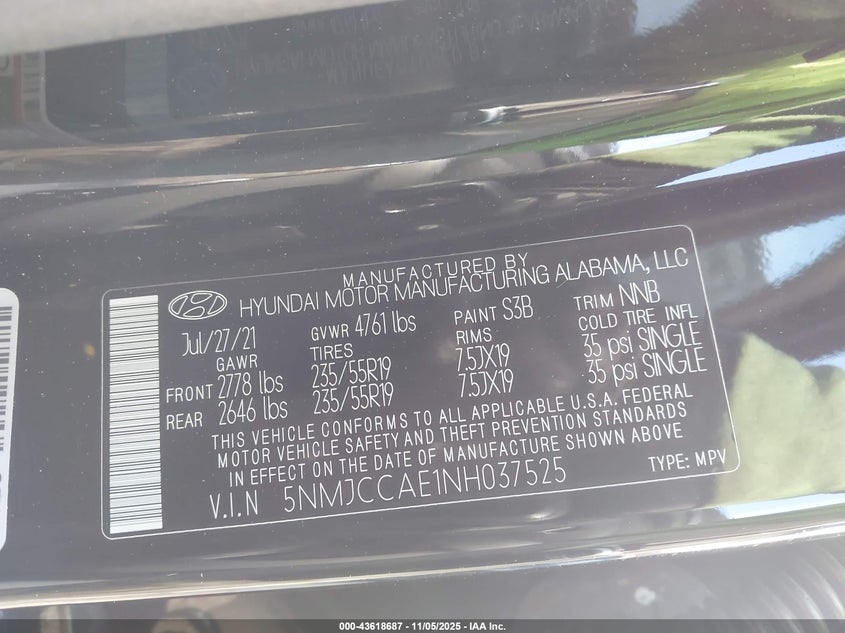 MANUFACTURED BY
HYUNDAI MOTOR MANUFACTURING ALABAMA, LLC
Jul/27/21 GVWR 4761 lbs PAINT S3B TRIM NNB
GAWR TIRES RIMS COLD TIRE INFL
FRONT 2778 lbs 235/55R19 7.5JX19 35 psi SINGLE
REAR 2646 lbs 235/55R19 7.5JX19 35 psi SINGLE
THIS VEHICLE CONFORMS TO ALL APPLICABLE U.S.A. FEDERAL
MOTOR VEHICLE SAFETY AND THEFT PREVENTION STANDARDS
IN EFFECT ON THE DATE OF MANUFACTURE SHOWN ABOVE
V.I.N 5NMJCCAE1NH037525 TYPE: MPV
000-43618687 - 11/05/2025 - IAA Inc.